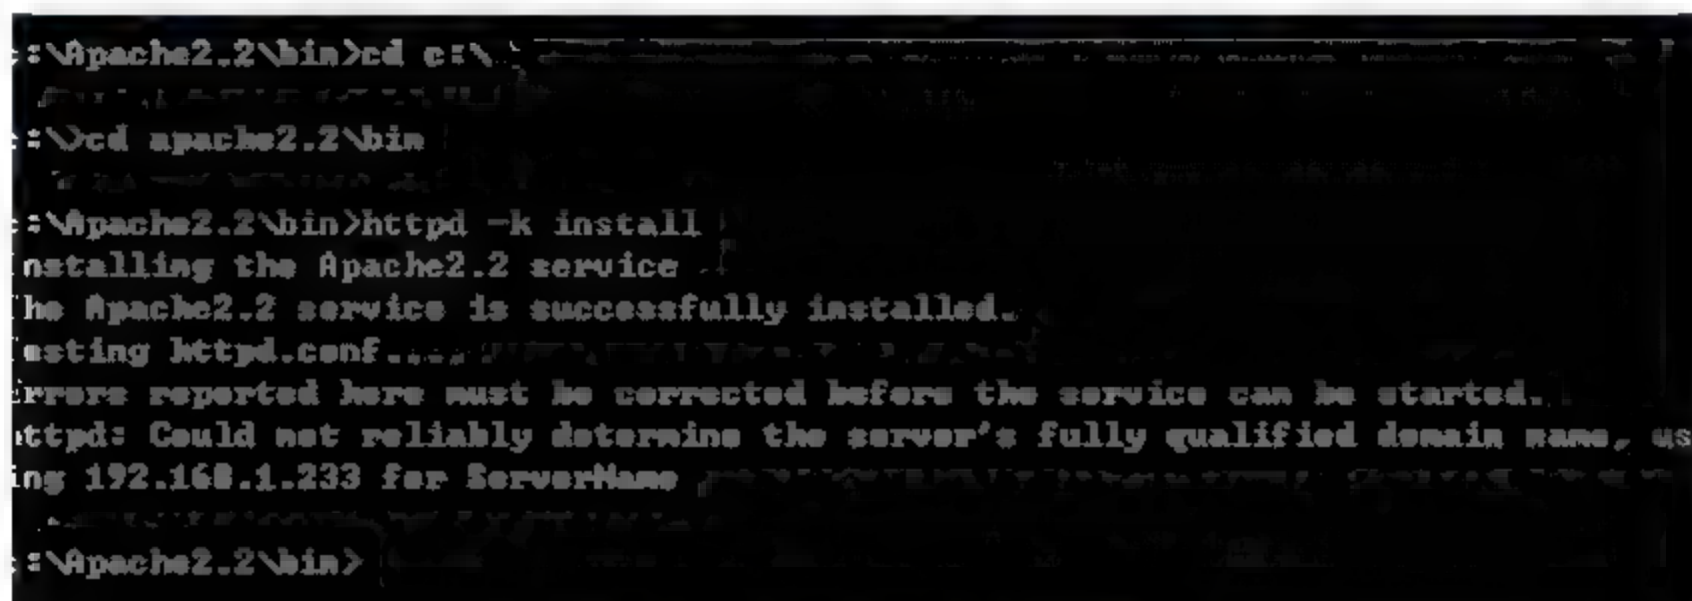 :\Apache2.2\bin>cd c:\
:\>cd apache2.2\bin
:\Apache2.2\bin>httpd -k install
nstalling the Apache2.2 service
he Apache2.2 service is successfully installed.
esting httpd.conf....
rrors reported here must be corrected before the service can be started.
ttpd: Could not reliably determine the server's fully qualified domain name, us
ing 192.168.1.233 for ServerName
:\Apache2.2\bin>